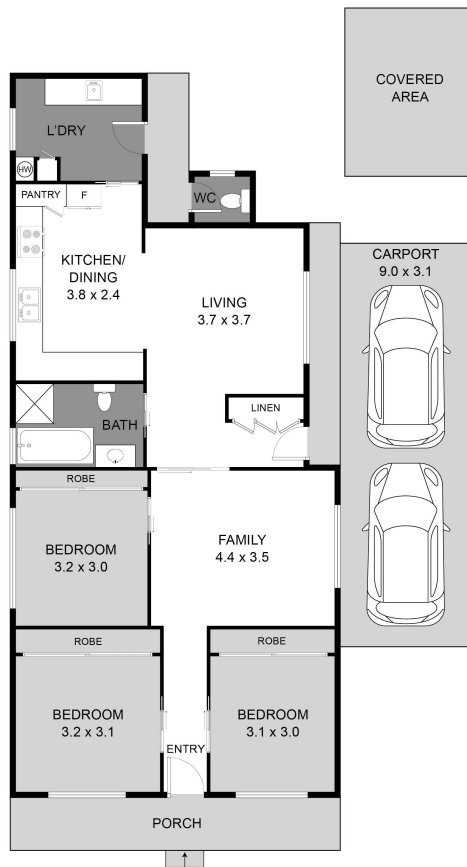 COVERED
AREA
L'DRY
HW
PANTRY
F
WC
KITCHEN/
DINING
3.8 x 2.4
LIVING
3.7 x 3.7
CARPORT
9.0 x 3.1
LINEN
BATH
ROBE
BEDROOM
3.2 x 3.0
FAMILY
4.4 x 3.5
ROBE
ROBE
BEDROOM
3.2 x 3.1
BEDROOM
3.1 x 3.0
ENTRY
PORCH